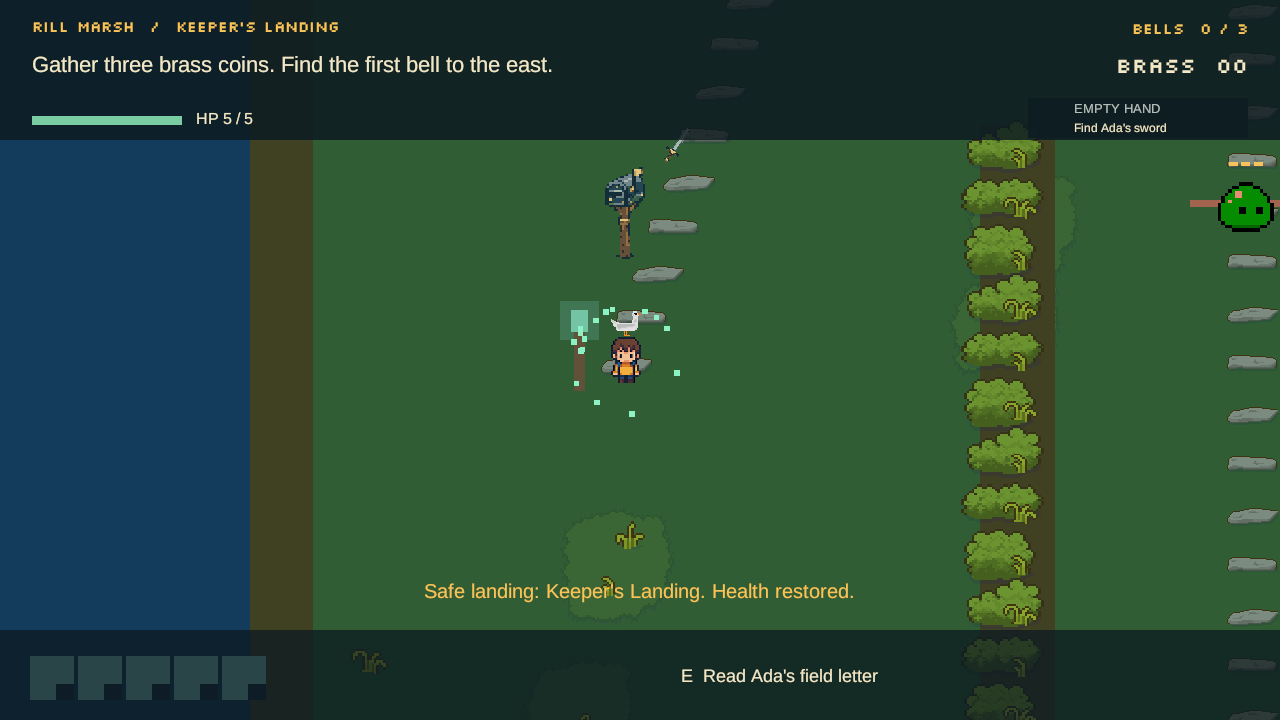 RILL MARSH / KEEPER'S LANDING
BELLS 0 / 3
Gather three brass coins. Find the first bell to the east.
BRASS 00
HP 5 / 5
EMPTY HAND
Find Ada's sword
Safe landing: Keeper's Landing. Health restored.
E Read Ada's field letter